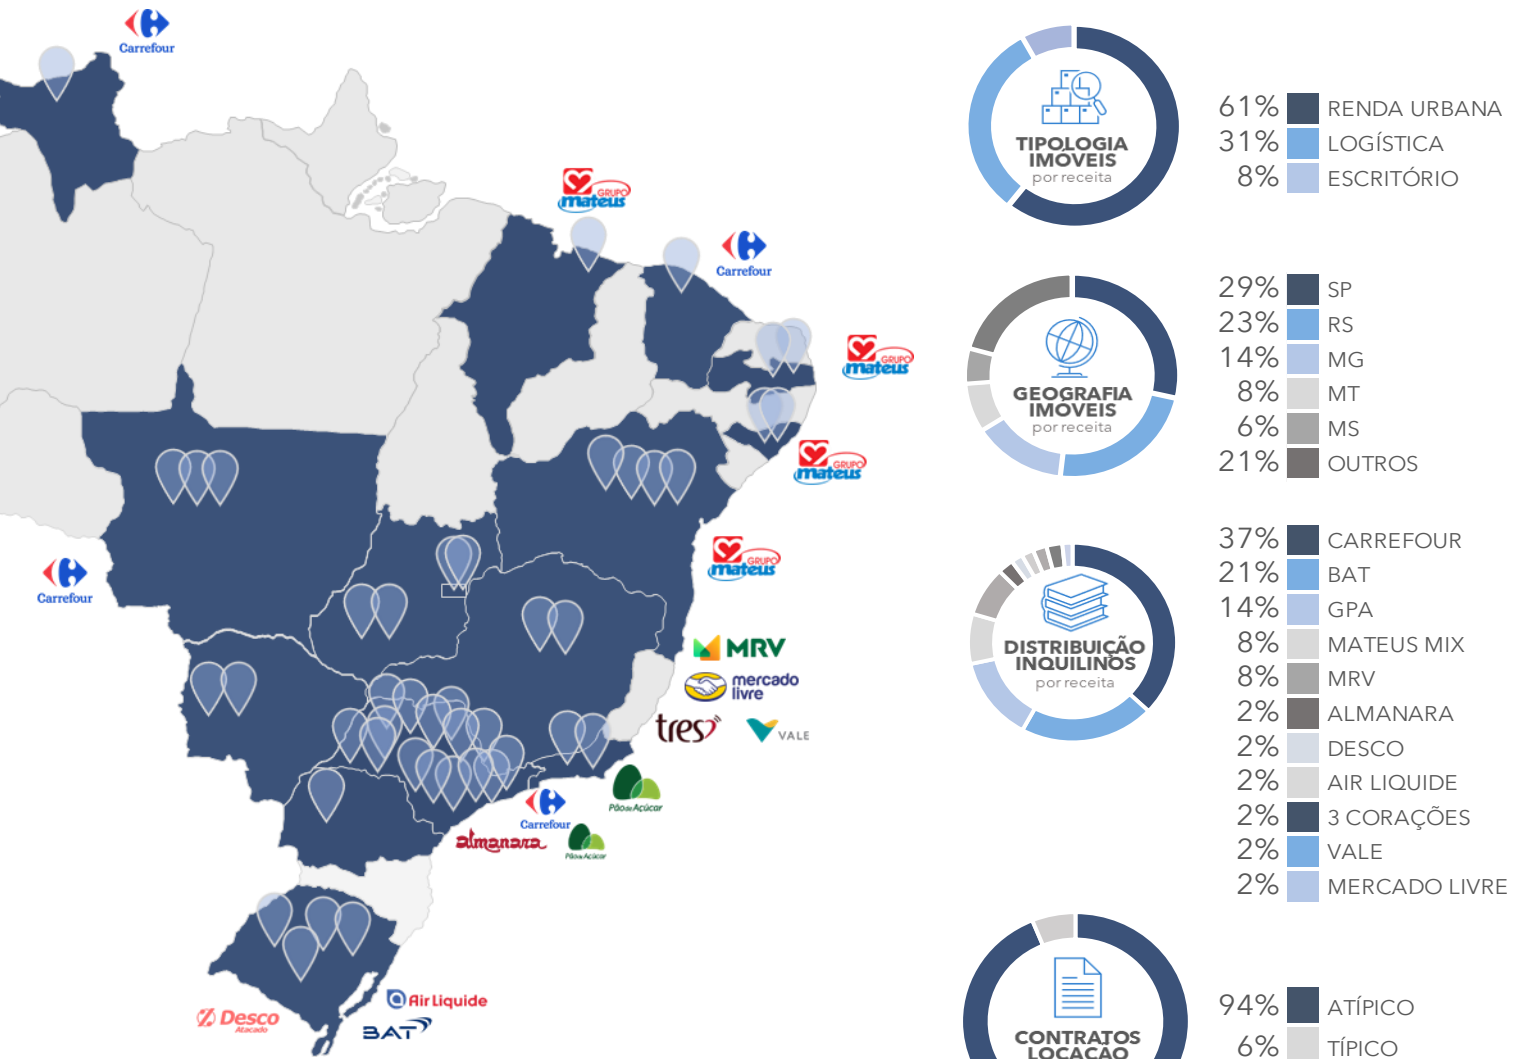 Carrefour
GRUPO
mateus
Carrefour
GRUPO
mateus
GRUPO
mateus
GRUPO
mateus
Carrefour
MRV
mercado
livre
tres
VALE
Pão de Açúcar
Carrefour
almanara
Pão de Açúcar
Air Liquide
Desco
Atacado
BAT
TIPOLOGIA
IMÓVEIS
por receita
61% RENDA URBANA
31% LOGÍSTICA
8% ESCRITÓRIO
GEOGRAFIA
IMÓVEIS
por receita
29% SP
23% RS
14% MG
8% MT
6% MS
21% OUTROS
DISTRIBUIÇÃO
INQUILINOS
por receita
37% CARREFOUR
21% BAT
14% GPA
8% MATEUS MIX
8% MRV
2% ALMANARA
2% DESCO
2% AIR LIQUIDE
2% 3 CORAÇÕES
2% VALE
2% MERCADO LIVRE
CONTRATOS
LOCAÇÃO
94% ATÍPICO
6% TÍPICO